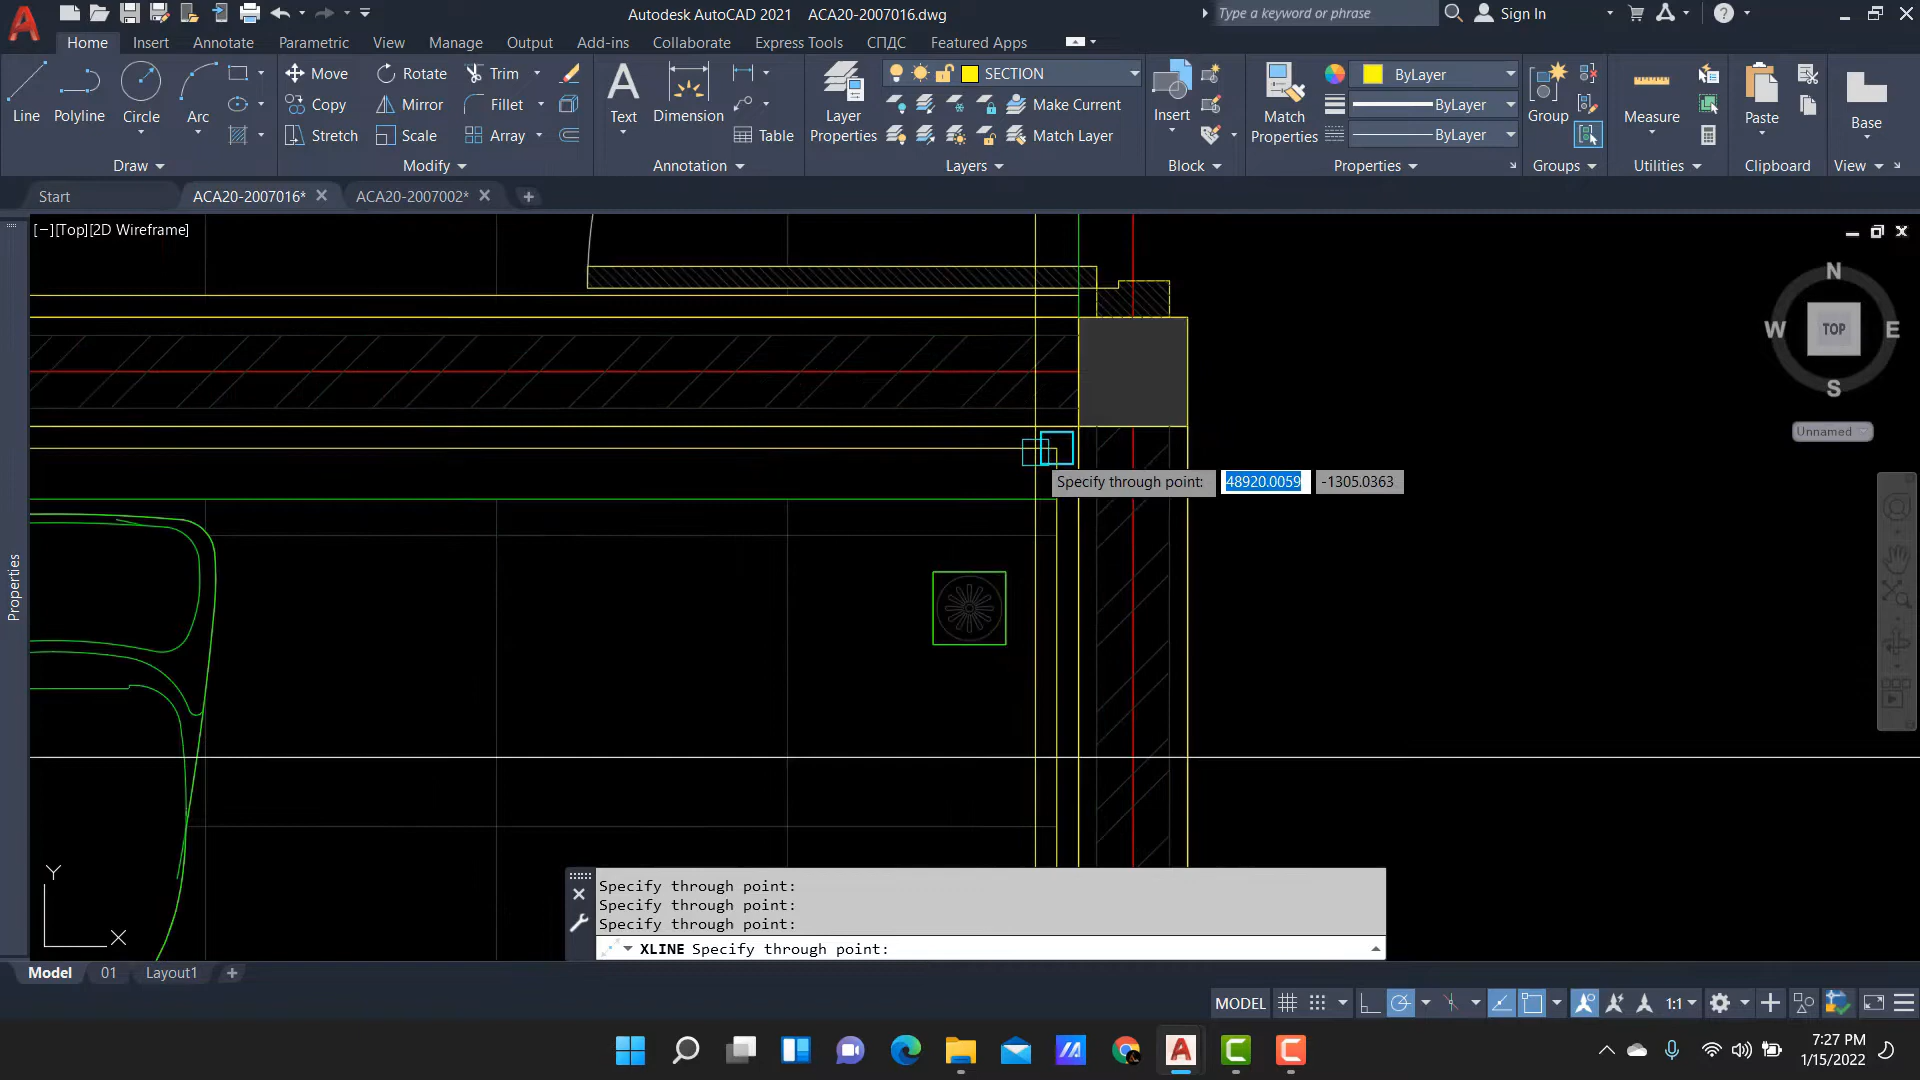 Autodesk AutoCAD 2021 ACA20-2007016.dwg
Type a keyword or phrase
Sign In
Home Insert Annotate Parametric View Manage Output Add-ins Collaborate Express Tools СПДС Featured Apps
Line Polyline Circle Arc
Move Rotate Trim
Copy Mirror Fillet
Stretch Scale Array
Text Dimension Table
Layer Properties
SECTION
Make Current
Match Layer
Insert
Match Properties
ByLayer
ByLayer
ByLayer
Group
Measure
Paste
Base
Draw Modify Annotation Layers Block Properties Groups Utilities Clipboard View
Start ACA20-2007016* ACA20-2007002*
[−][Top][2D Wireframe]
N
W TOP E
S
Unnamed
Specify through point: 48920.0059 -1305.0363
Properties
Y
X
Specify through point:
Specify through point:
Specify through point:
XLINE Specify through point:
Model 01 Layout1
MODEL 1:1
7:27 PM
1/15/2022